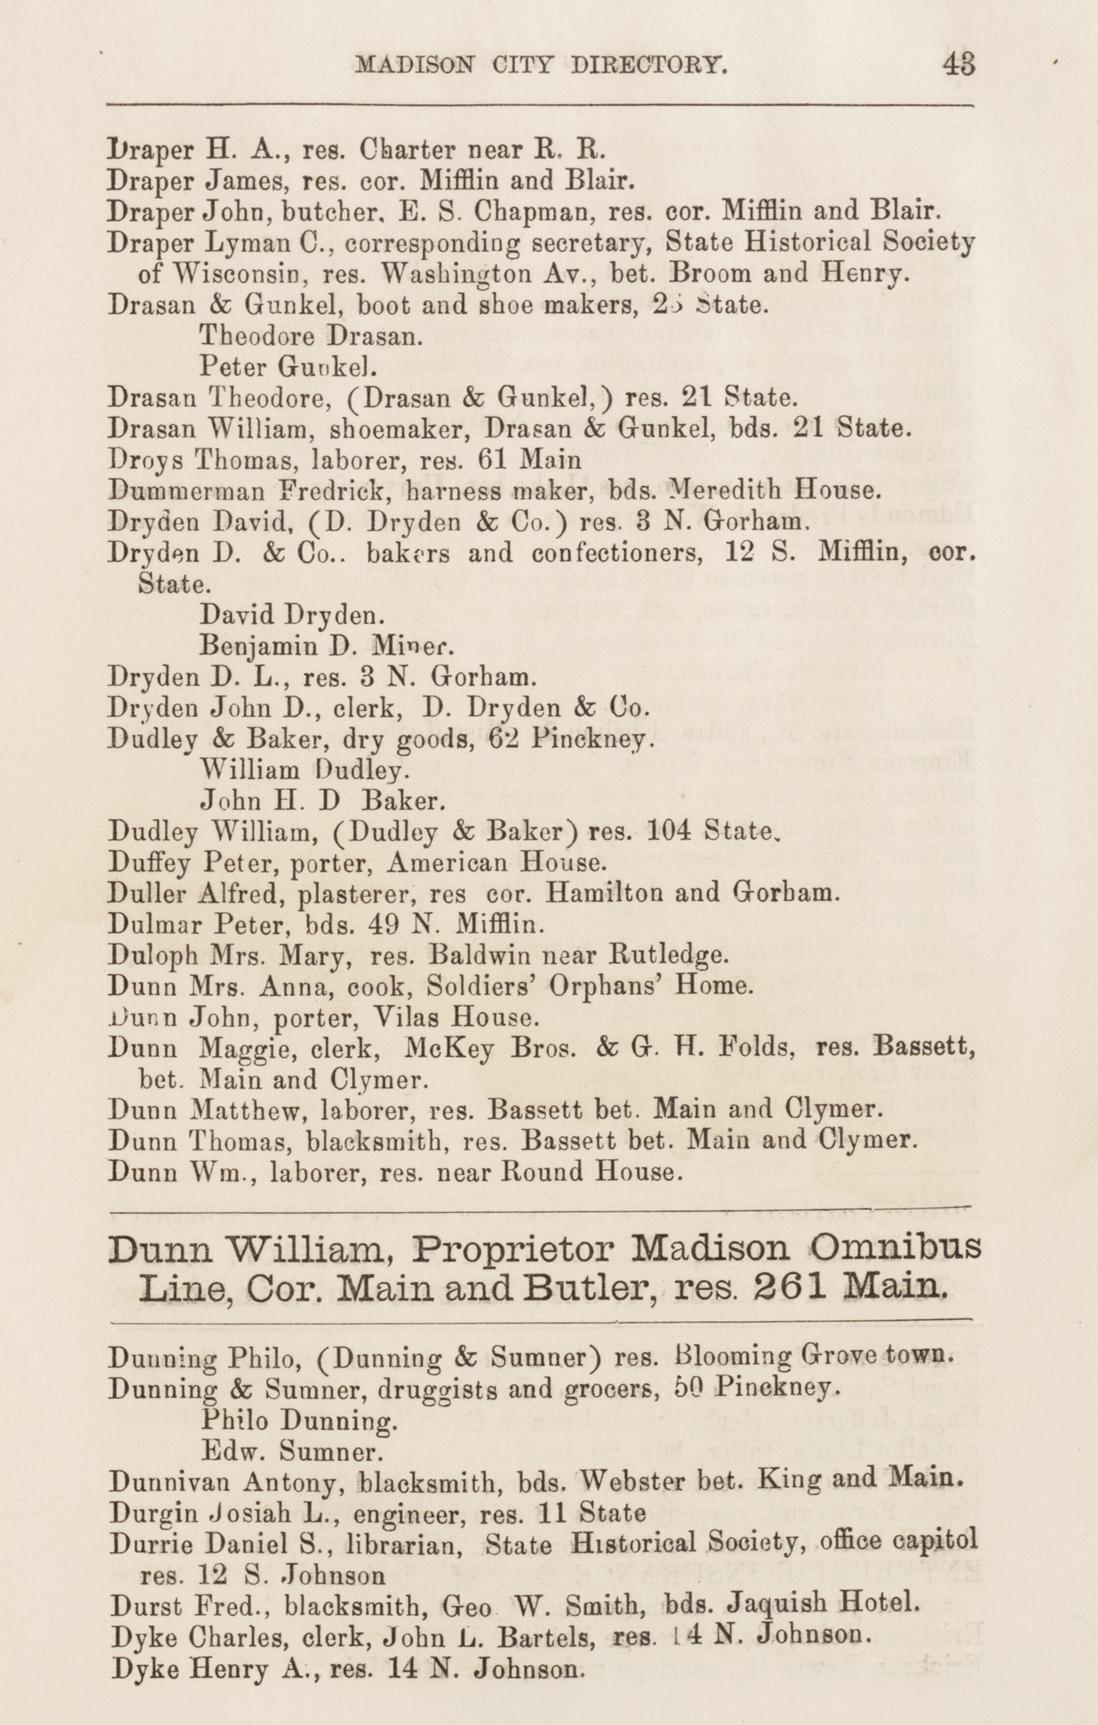 MADISON CITY DIRECTORY. 43
Draper H. A., res. Charter near R. R.
Draper James, res. cor. Mifflin and Blair.
Draper John, butcher, E. S. Chapman, res. cor. Mifflin and Blair.
Draper Lyman C., corresponding secretary, State Historical Society
of Wisconsin, res. Washington Av., bet. Broom and Henry.
Drasan & Gunkel, boot and shoe makers, State.
Theodore Drasan.
Peter Gunkel.
Drasan Theodore, (Drasan & Gunkel,) res. 21 State.
Drasan William, shoemaker, Drasan & Gunkel, bds. 21 State.
Droys Thomas, laborer, res. 61 Main
Dummerman Fredrick, harness maker, bds. Meredith House.
Dryden David, (D. Dryden & Co.) res. 3 N. Gorham.
Dryden D. & Co.. bakers and confectioners, 12 S. Mifflin, cor.
State.
David Dryden.
Benjamin D. Miner.
Dryden D. L., res. 3 N. Gorham.
Dryden John D., clerk, D. Dryden & Co.
Dudley & Baker, dry goods, 62 Pinckney.
William Dudley.
John H. D Baker.
Dudley William, (Dudley & Baker) res. 104 State.
Duffey Peter, porter, American House.
Duller Alfred, plasterer, res cor. Hamilton and Gorham.
Dulmar Peter, bds. 49 N. Mifflin.
Duloph Mrs. Mary, res. Baldwin near Rutledge.
Dunn Mrs. Anna, cook, Soldiers' Orphans' Home.
Dunn John, porter, Vilas House.
Dunn Maggie, clerk, McKey Bros. & G. H. Folds, res. Bassett,
bet. Main and Clymer.
Dunn Matthew, laborer, res. Bassett bet. Main and Clymer.
Dunn Thomas, blacksmith, res. Bassett bet. Main and Clymer.
Dunn Wm., laborer, res. near Round House.
Dunn William, Proprietor Madison Omnibus
Line, Cor. Main and Butler, res. 261 Main.
Dunning Philo, (Dunning & Sumner) res. Blooming Grove town.
Dunning & Sumner, druggists and grocers, 50 Pinckney.
Philo Dunning.
Edw. Sumner.
Dunnivan Antony, blacksmith, bds. Webster bet. King and Main.
Durgin Josiah L., engineer, res. 11 State
Durrie Daniel S., librarian, State Historical Society, office capitol
res. 12 S. Johnson
Durst Fred., blacksmith, Geo W. Smith, bds. Jaquish Hotel.
Dyke Charles, clerk, John L. Bartels, res. 14 N. Johnson.
Dyke Henry A., res. 14 N. Johnson.